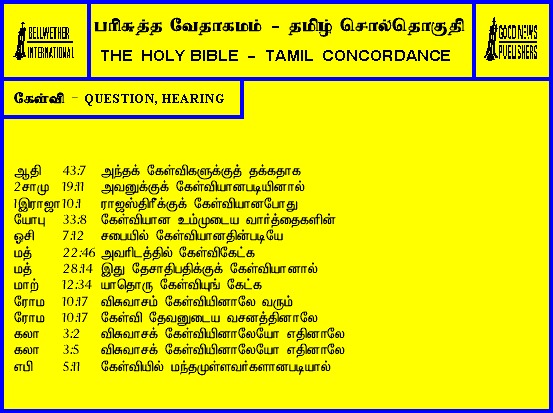 BELLWETHER
INTERNATIONAL
பரிசுத்த வேதாகமம் - தமிழ் சொல்தொகுதி
THE HOLY BIBLE - TAMIL CONCORDANCE
GOOD NEWS
PUBLISHERS
கேள்வி - QUESTION, HEARING
ஆதி 43:7 அந்தக் கேள்விகளுக்குத் தக்கதாக
2சாமு 19:11 அவனுக்குக் கேள்வியானபடியினால்
1இராஜா 10:1 ராஜஸ்திரீக்குக் கேள்வியானபோது
யோபு 33:8 கேள்வியான உம்முடைய வார்த்தைகளின்
ஓசி 7:12 சபையில் கேள்வியானதின்படியே
மத் 22:46 அவரிடத்தில் கேள்விகேட்க
மத் 28:14 இது தேசாதிபதிக்குக் கேள்வியானால்
மாற் 12:34 யாதொரு கேள்வியுங் கேட்க
ரோம 10:17 விசுவாசம் கேள்வியினாலே வரும்
ரோம 10:17 கேள்வி தேவனுடைய வசனத்தினாலே
கலா 3:2 விசுவாசக் கேள்வியினாலேயோ எதினாலே
கலா 3:5 விசுவாசக் கேள்வியினாலேயோ எதினாலே
எபி 5:11 கேள்வியில் மந்தமுள்ளவர்களானபடியால்